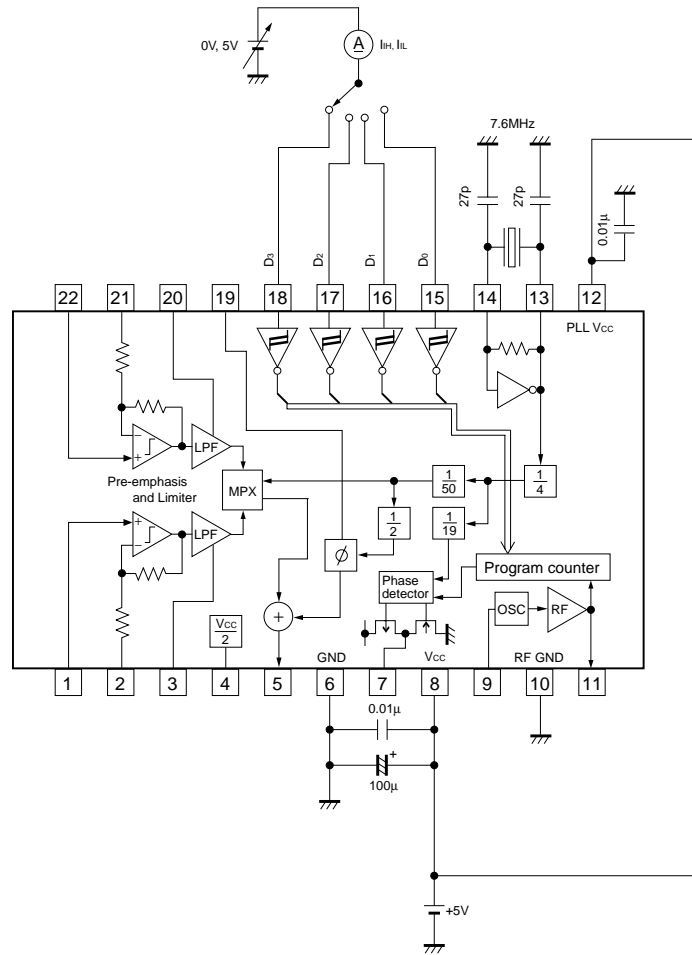 0V, 5V
A
IIH, IIL
7.6MHz
27p
27p
0.01μ
D3
D2
D1
D0
22
21
20
19
18
17
16
15
14
13
12
PLL VCC
LPF
Pre-emphasis
and Limiter
MPX
1/50
1/4
1/2
1/19
LPF
ϕ
Phase
detector
Program counter
OSC
RF
VCC/2
+
GND
VCC
RF GND
1
2
3
4
5
6
7
8
9
10
11
0.01μ
+
100μ
+5V